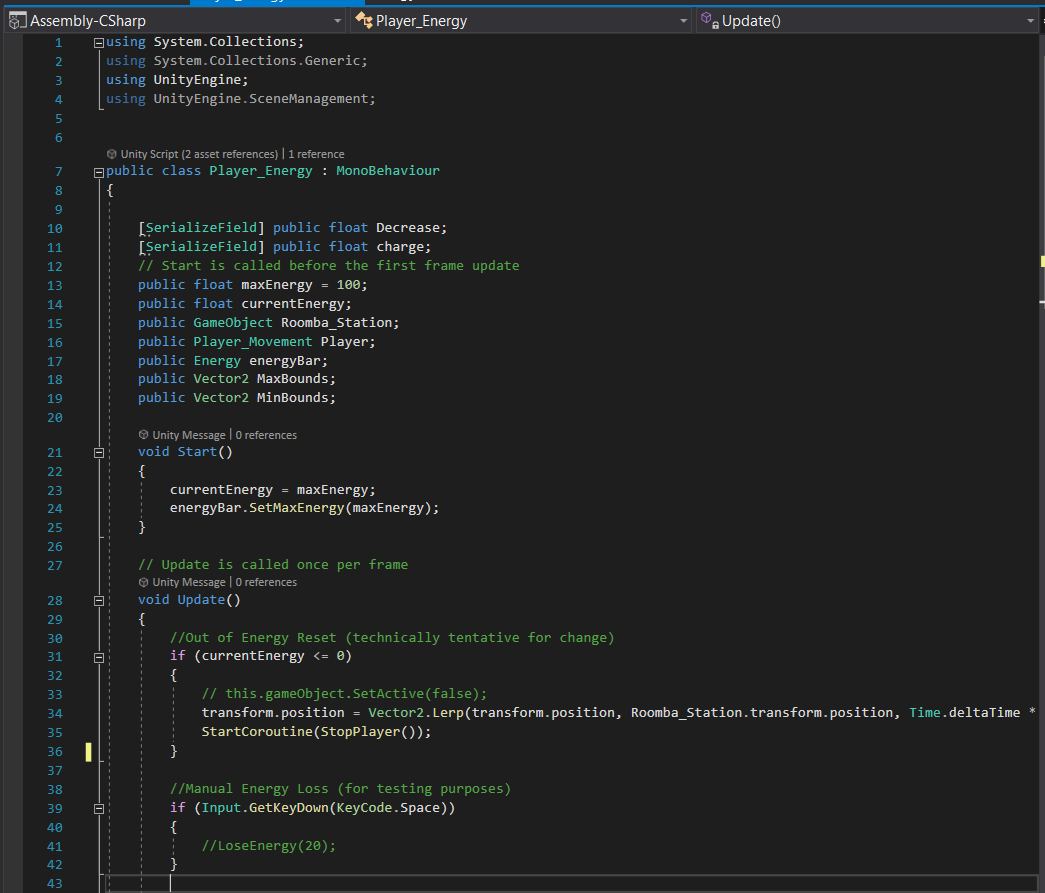 Assembly-CSharp Player_Energy Update()
1 using System.Collections;
2 using System.Collections.Generic;
3 using UnityEngine;
4 using UnityEngine.SceneManagement;
5
6
Unity Script (2 asset references) | 1 reference
7 public class Player_Energy : MonoBehaviour
8 {
9
10 [SerializeField] public float Decrease;
11 [SerializeField] public float charge;
12 // Start is called before the first frame update
13 public float maxEnergy = 100;
14 public float currentEnergy;
15 public GameObject Roomba_Station;
16 public Player_Movement Player;
17 public Energy energyBar;
18 public Vector2 MaxBounds;
19 public Vector2 MinBounds;
20
Unity Message | 0 references
21 void Start()
22 {
23 currentEnergy = maxEnergy;
24 energyBar.SetMaxEnergy(maxEnergy);
25 }
26
27 // Update is called once per frame
Unity Message | 0 references
28 void Update()
29 {
30 //Out of Energy Reset (technically tentative for change)
31 if (currentEnergy <= 0)
32 {
33 // this.gameObject.SetActive(false);
34 transform.position = Vector2.Lerp(transform.position, Roomba_Station.transform.position, Time.deltaTime *
35 StartCoroutine(StopPlayer());
36 }
37
38 //Manual Energy Loss (for testing purposes)
39 if (Input.GetKeyDown(KeyCode.Space))
40 {
41 //LoseEnergy(20);
42 }
43